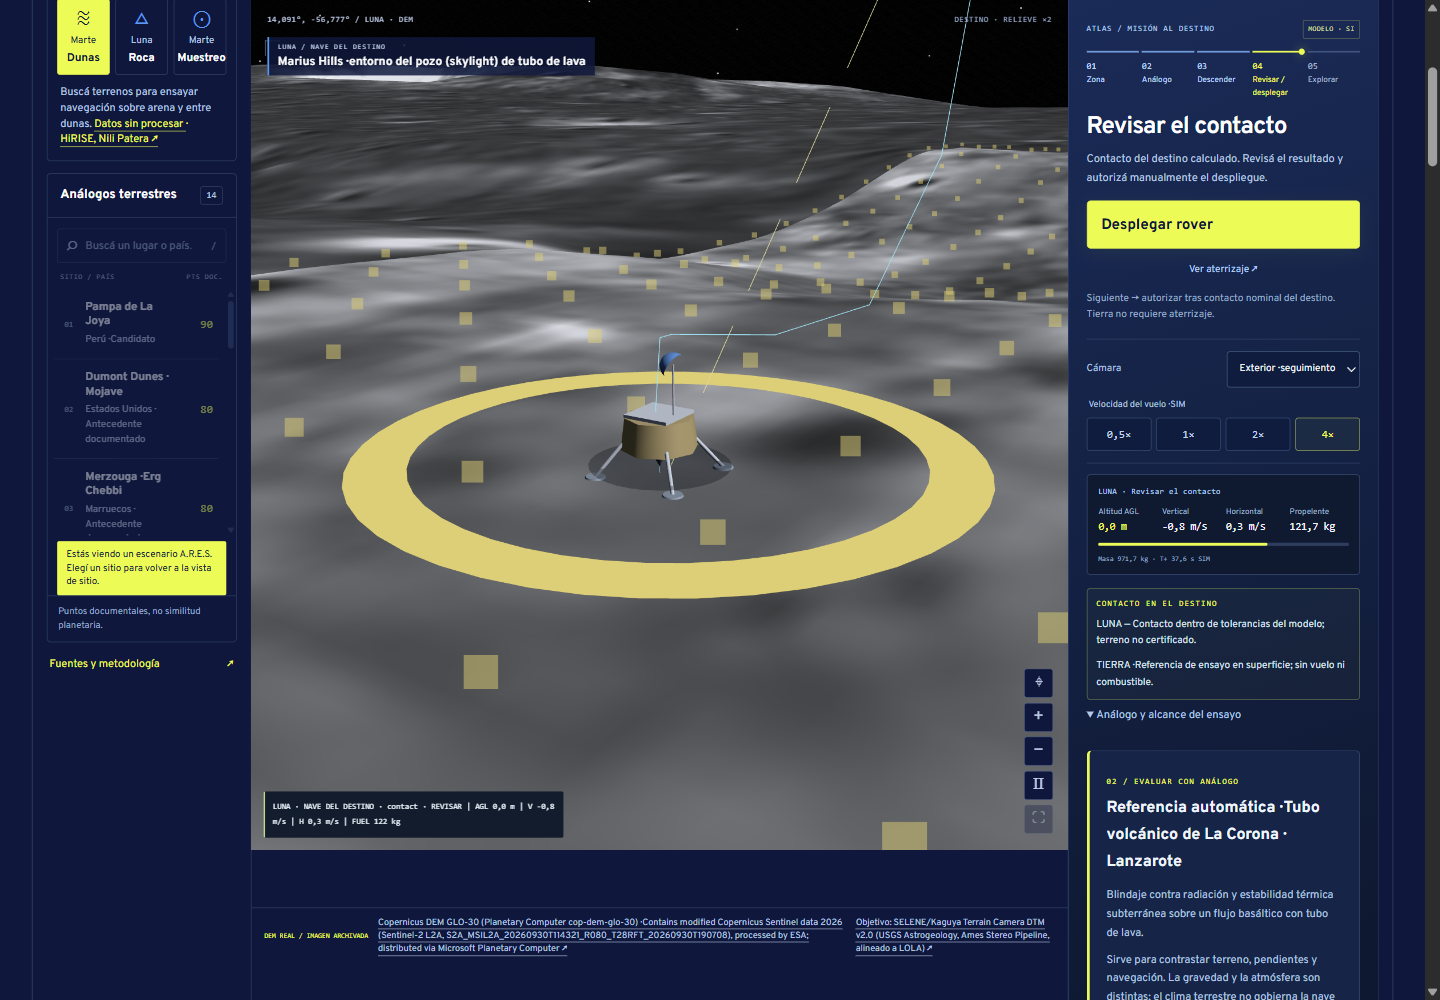 Marte
Dunas
Luna
Roca
Marte
Muestreo
Buscá terrenos para ensayar
navegación sobre arena y entre
dunas. Datos sin procesar ·
HiRISE, Nili Patera ↗
Análogos terrestres
14
Buscá un lugar o país.
/
SITIO / PAÍS
PTS DOC.
01
Pampa de La
Joya
Perú ·Candidato
90
02
Dumont Dunes ·
Mojave
Estados Unidos ·
Antecedente
documentado
80
03
Merzouga ·Erg
Chebbi
Marruecos ·
Antecedente
80
Estás viendo un escenario A.R.E.S.
Elegí un sitio para volver a la vista
de sitio.
Puntos documentales, no similitud
planetaria.
Fuentes y metodología ↗
14,091°, -56,777° / LUNA · DEM
DESTINO · RELIEVE ×2
LUNA / NAVE DEL DESTINO
Marius Hills ·entorno del pozo (skylight) de tubo de lava
LUNA · NAVE DEL DESTINO · contact · REVISAR | AGL 0,0 m | V -0,8
m/s | H 0,3 m/s | FUEL 122 kg
DEM REAL / IMAGEN ARCHIVADA
Copernicus DEM GLO-30 (Planetary Computer cop-dem-glo-30) ·Contains modified Copernicus Sentinel data 2026
(Sentinel-2 L2A, S2A_MSIL2A_20260930T114321_R080_T28RFT_20260930T190708), processed by ESA;
distributed via Microsoft Planetary Computer ↗
Objetivo: SELENE/Kaguya Terrain Camera DTM
v2.0 (USGS Astrogeology, Ames Stereo Pipeline,
alineado a LOLA) ↗
ATLAS / MISIÓN AL DESTINO
MODELO · SI
01
Zona
02
Análogo
03
Descender
04
Revisar /
desplegar
05
Explorar
Revisar el contacto
Contacto del destino calculado. Revisá el resultado y
autorizá manualmente el despliegue.
Desplegar rover
Ver aterrizaje ↗
Siguiente → autorizar tras contacto nominal del destino.
Tierra no requiere aterrizaje.
Cámara
Exterior ·seguimiento
Velocidad del vuelo ·SIM
0,5×
1×
2×
4×
LUNA · Revisar el contacto
Altitud AGL
Vertical
Horizontal
Propelente
0,0 m
-0,8 m/s
0,3 m/s
121,7 kg
Masa 971,7 kg · T+ 37,6 s SIM
CONTACTO EN EL DESTINO
LUNA — Contacto dentro de tolerancias del modelo;
terreno no certificado.
TIERRA ·Referencia de ensayo en superficie; sin vuelo ni
combustible.
▼ Análogo y alcance del ensayo
02 / EVALUAR CON ANÁLOGO
Referencia automática ·Tubo
volcánico de La Corona ·
Lanzarote
Blindaje contra radiación y estabilidad térmica
subterránea sobre un flujo basáltico con tubo
de lava.
Sirve para contrastar terreno, pendientes y
navegación. La gravedad y la atmósfera son
distintas; el clima terrestre no gobierna la nave